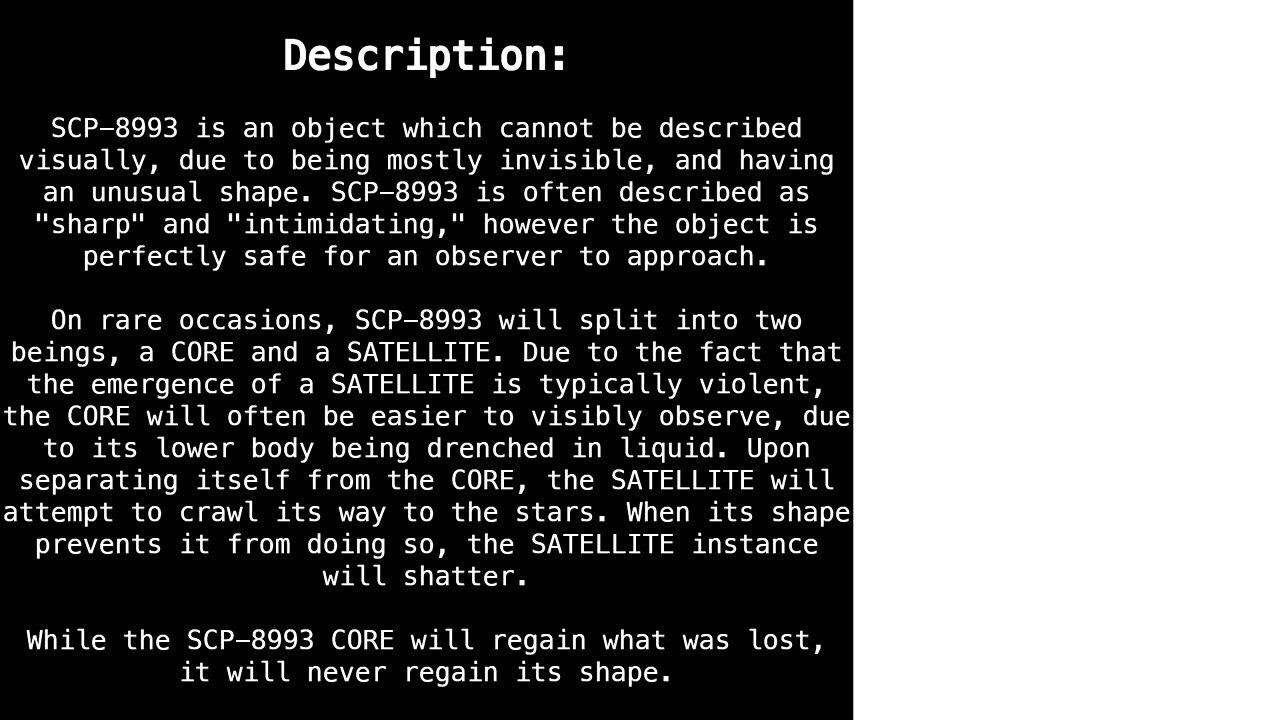 Description:
SCP–8993 is an object which cannot be described
visually, due to being mostly invisible, and having
an unusual shape. SCP–8993 is often described as
"sharp" and "intimidating," however the object is
perfectly safe for an observer to approach.
On rare occasions, SCP–8993 will split into two
beings, a CORE and a SATELLITE. Due to the fact that
the emergence of a SATELLITE is typically violent,
the CORE will often be easier to visibly observe, due
to its lower body being drenched in liquid. Upon
separating itself from the CORE, the SATELLITE will
attempt to crawl its way to the stars. When its shape
prevents it from doing so, the SATELLITE instance
will shatter.
While the SCP–8993 CORE will regain what was lost,
it will never regain its shape.